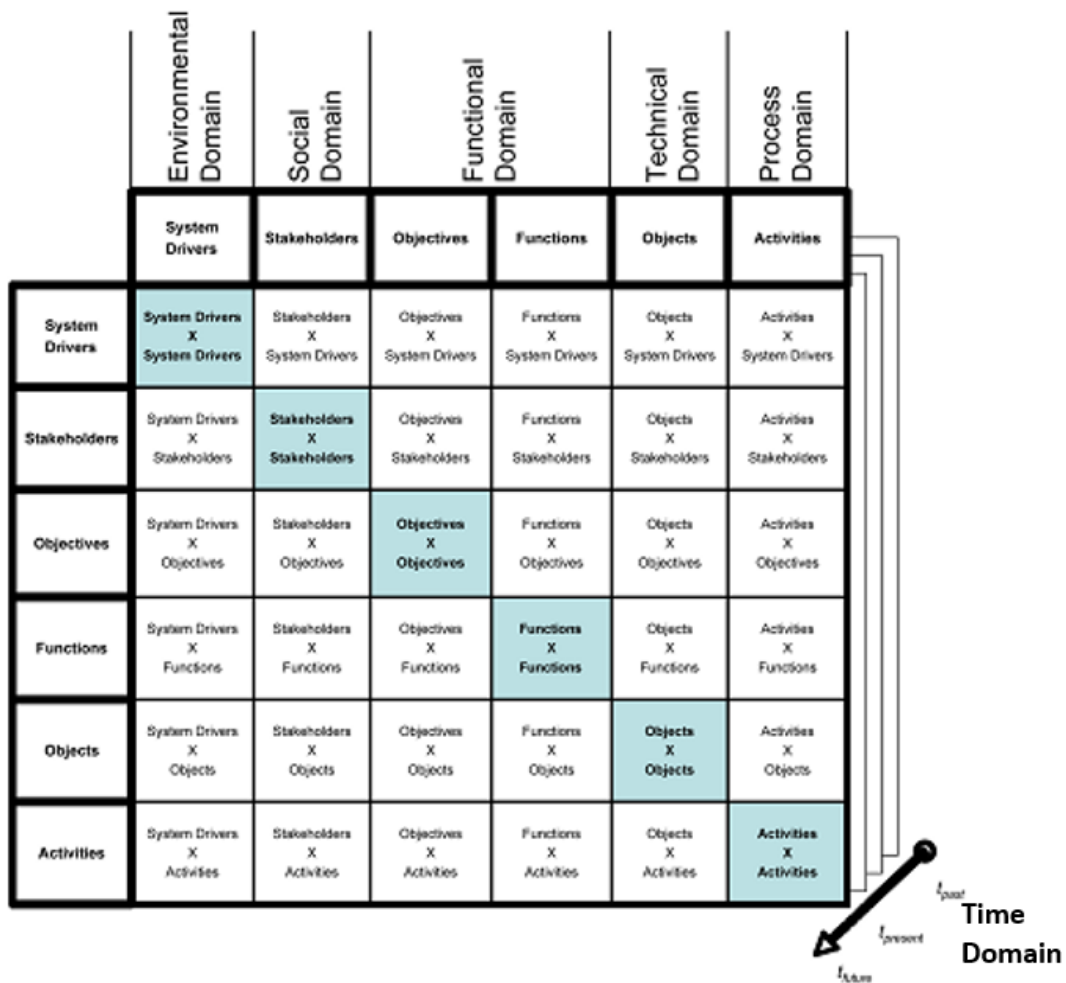 Environmental
Domain
Social
Domain
Functional
Domain
Technical
Domain
Process
Domain
System
Drivers
Stakeholders
Objectives
Functions
Objects
Activities
System
Drivers
System Drivers
X
System Drivers
Stakeholders
X
System Drivers
Objectives
X
System Drivers
Functions
X
System Drivers
Objects
X
System Drivers
Activities
X
System Drivers
Stakeholders
System Drivers
X
Stakeholders
Stakeholders
X
Stakeholders
Objectives
X
Stakeholders
Functions
X
Stakeholders
Objects
X
Stakeholders
Activities
X
Stakeholders
Objectives
System Drivers
X
Objectives
Stakeholders
X
Objectives
Objectives
X
Objectives
Functions
X
Objectives
Objects
X
Objectives
Activities
X
Objectives
Functions
System Drivers
X
Functions
Stakeholders
X
Functions
Objectives
X
Functions
Functions
X
Functions
Objects
X
Functions
Activities
X
Functions
Objects
System Drivers
X
Objects
Stakeholders
X
Objects
Objectives
X
Objects
Functions
X
Objects
Objects
X
Objects
Activities
X
Objects
Activities
System Drivers
X
Activities
Stakeholders
X
Activities
Objectives
X
Activities
Functions
X
Activities
Objects
X
Activities
Activities
X
Activities
t past
t present
t future
Time
Domain